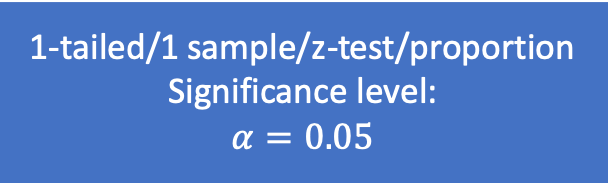 1-tailed/1 sample/z-test/proportion
Significance level:
α = 0.05